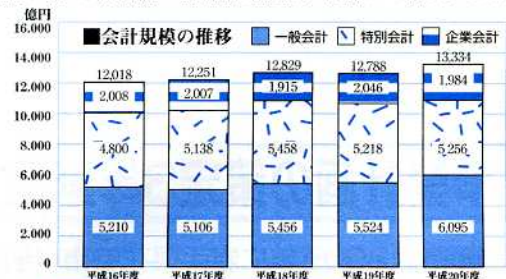 億円
16.000
14.000
12.000
10.000
8.000
6.000
4.000
2.000
0
■会計規模の推移 一般会計 特別会計 企業会計
12,018 12,251 12,829 12,788 13,334
2,008 2,007 1,915 2,046 1,984
4,800 5,138 5,458 5,218 5,256
5,210 5,106 5,456 5,524 6,095
平成16年度 平成17年度 平成18年度 平成19年度 平成20年度